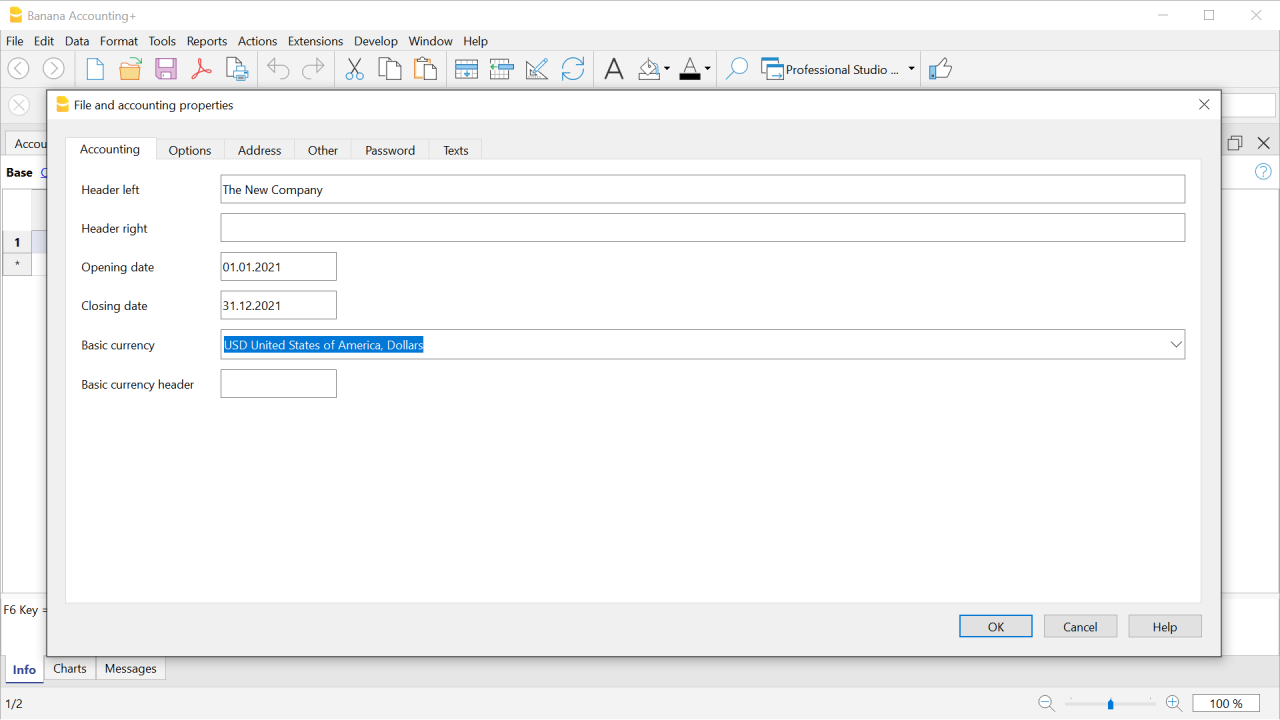 Banana Accounting+
File Edit Data Format Tools Reports Actions Extensions Develop Window Help
Professional Studio ...
File and accounting properties
Accou
Accounting Options Address Other Password Texts
Base
Header left The New Company
Header right
1
*
Opening date 01.01.2021
Closing date 31.12.2021
Basic currency USD United States of America, Dollars
Basic currency header
F6 Key =
OK Cancel Help
Info Charts Messages
1/2 100 %